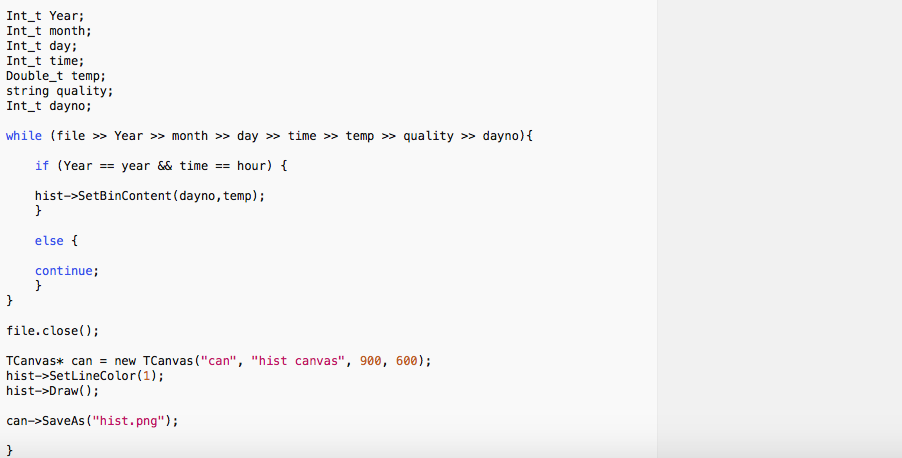 Int_t Year;
Int_t month;
Int_t day;
Int_t time;
Double_t temp;
string quality;
Int_t dayno;
while (file >> Year >> month >> day >> time >> temp >> quality >> dayno){
if (Year == year && time == hour) {
hist->SetBinContent(dayno,temp);
}
else {
continue;
}
}
file.close();
TCanvas* can = new TCanvas("can", "hist canvas", 900, 600);
hist->SetLineColor(1);
hist->Draw();
can->SaveAs("hist.png");
}